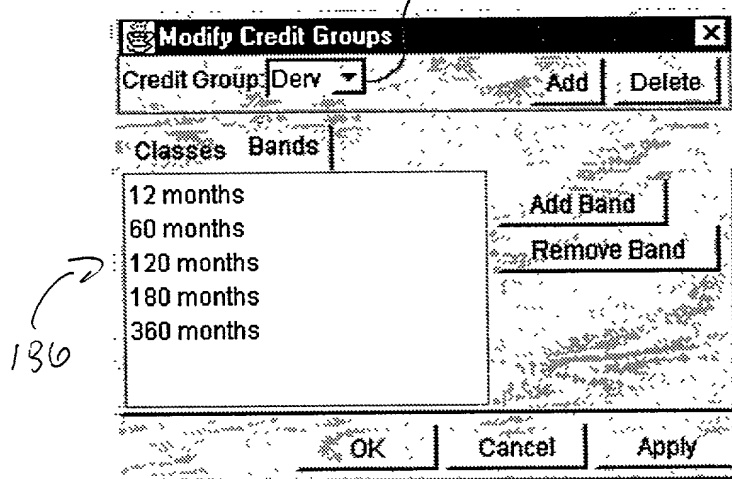 Modify Credit Groups
Credit Group: Derv Add Delete
Classes Bands
12 months
60 months
120 months
180 months
360 months
Add Band
Remove Band
136
OK Cancel Apply